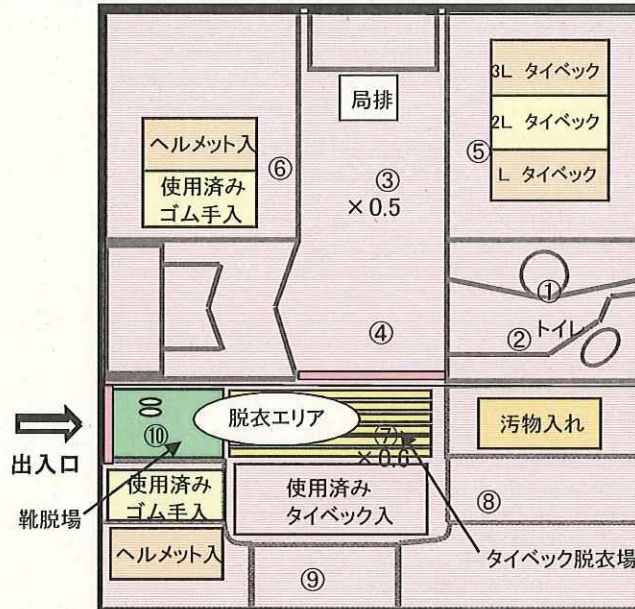 局排
3L タイベック
2L タイベック
L タイベック
⑤
ヘルメット入
⑥
使用済み
ゴム手入
③
×0.5
①
② トイレ
④
出入口
⑩
脱衣エリア
⑦
×0.6
汚物入れ
靴脱場
使用済み
ゴム手入
使用済み
タイベック入
⑧
ヘルメット入
⑨
タイベック脱衣場